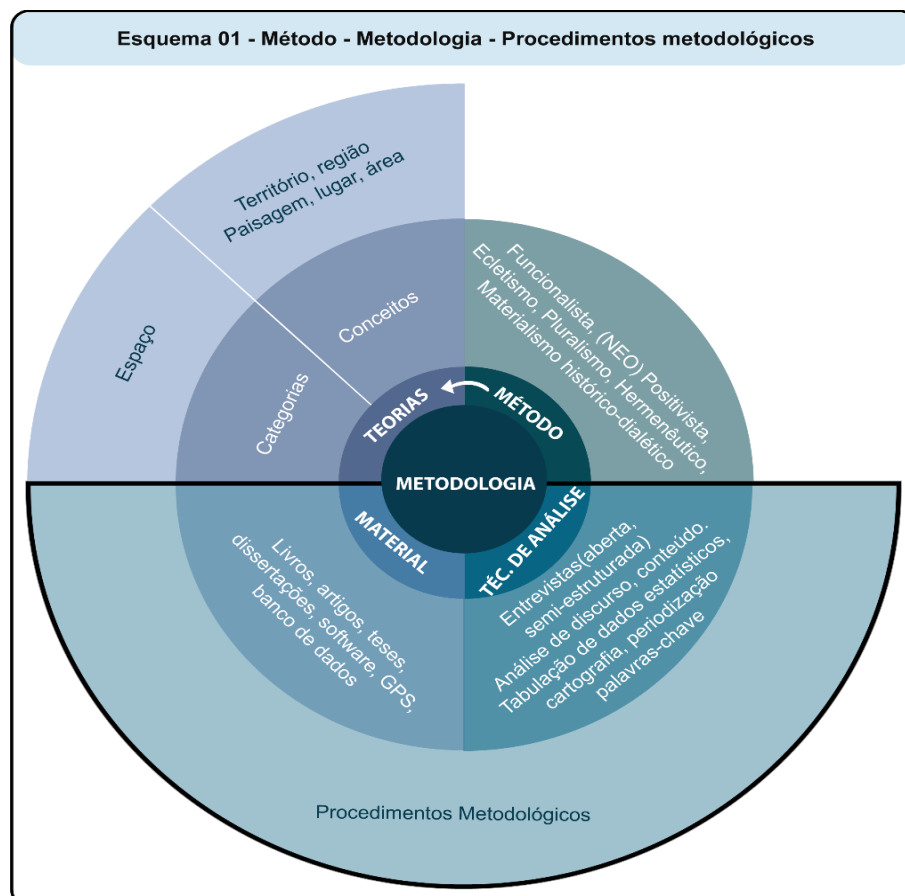 Esquema 01 - Método - Metodologia - Procedimentos metodológicos
Território, região
Paisagem, lugar, área
Espaço
Conceitos
Categorias
Funcionalista, (NEO)) Positivista,
Ecletismo, Pluralismo, Hermenêutico,
Materialismo histórico-dialético
TEORIAS
MÉTODO
METODOLOGIA
MATERIAL
TÉC. DE ANÁLISE
Livros, artigos, teses,
dissertações, software, GPS,
banco de dados
Entrevistas(aberta,
semi-estruturada)
Análise de discurso, conteúdo.
Tabulação de dados estatísticos,
cartografia, periodização
palavras-chave
Procedimentos Metodológicos